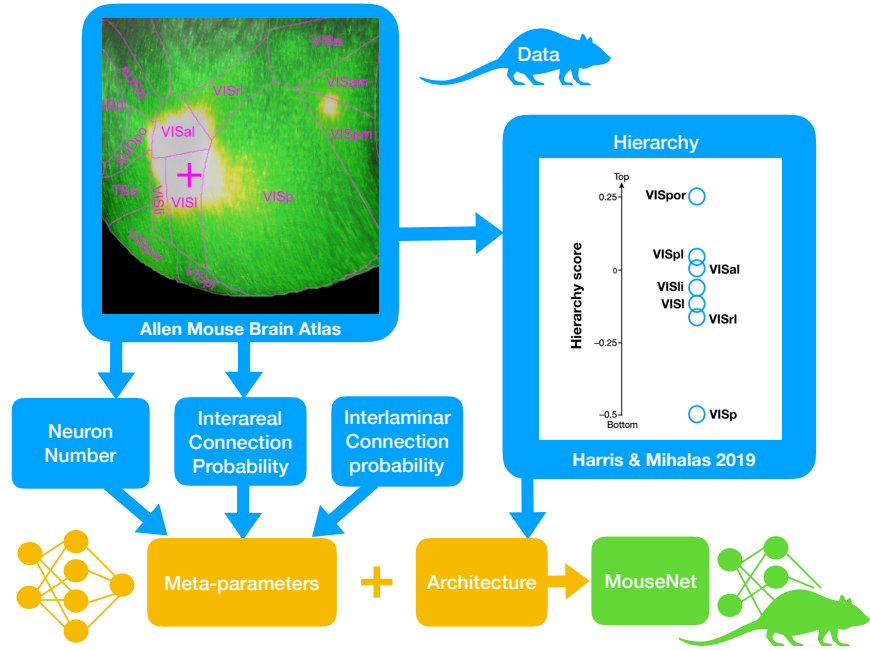 VISa
Data
AUDd
VISrl
VISam
Dp
VISpm
VISal
AUDpo
TEa
VISli
VISl
VISp
VISpor
VISpl
Allen Mouse Brain Atlas
Hierarchy
Top
0.25
VISpor
VISpl
0
VISal
VISli
VISl
VISrl
Hierarchy score
−0.25
−0.5
VISp
Bottom
Harris & Mihalas 2019
Neuron
Number
Interareal
Connection
Probability
Interlaminar
Connection
probability
Meta-parameters
+
Architecture
MouseNet